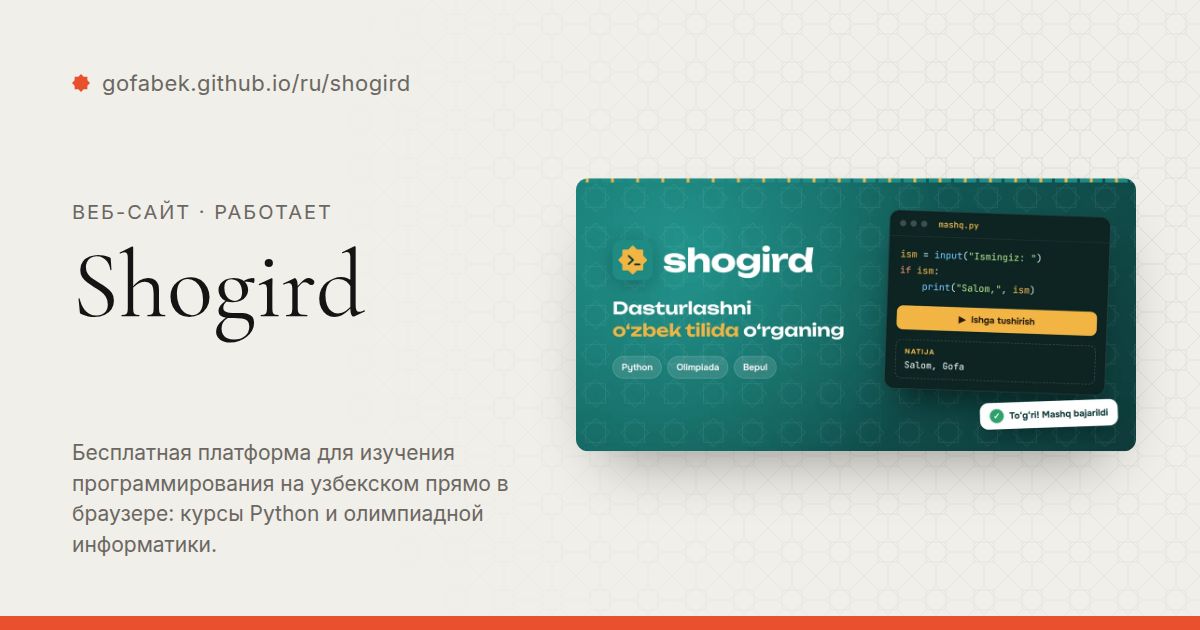 gofabek.github.io/ru/shogird
ВЕБ-САЙТ · РАБОТАЕТ
Shogird
Бесплатная платформа для изучения
программирования на узбекском прямо в
браузере: курсы Python и олимпиадной
информатики.
shogird
Dasturlashni
o‘zbek tilida o‘rganing
Python Olimpiada Bepul
mashq.py
ism = input("Ismingiz: ")
if ism:
    print("Salom,", ism)
▶ Ishga tushirish
NATIJA
Salom, Gofa
✓ To‘g‘ri! Mashq bajarildi